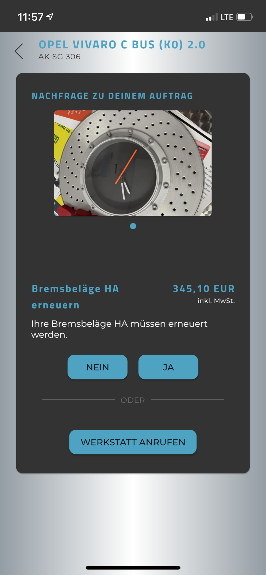 11:57
LTE
OPEL VIVARO C BUS (K0) 2.0
AK SG 306
NACHFRAGE ZU DEINEM AUFTRAG
Bremsbeläge HA
erneuern
345,10 EUR
inkl. MwSt.
Ihre Bremsbeläge HA müssen erneuert
werden.
NEIN
JA
ODER
WERKSTATT ANRUFEN